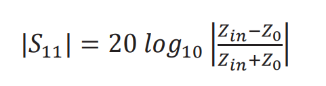 |S₁₁| = 20 log₁₀ |(Zᵢₙ−Z₀)/(Zᵢₙ+Z₀)|